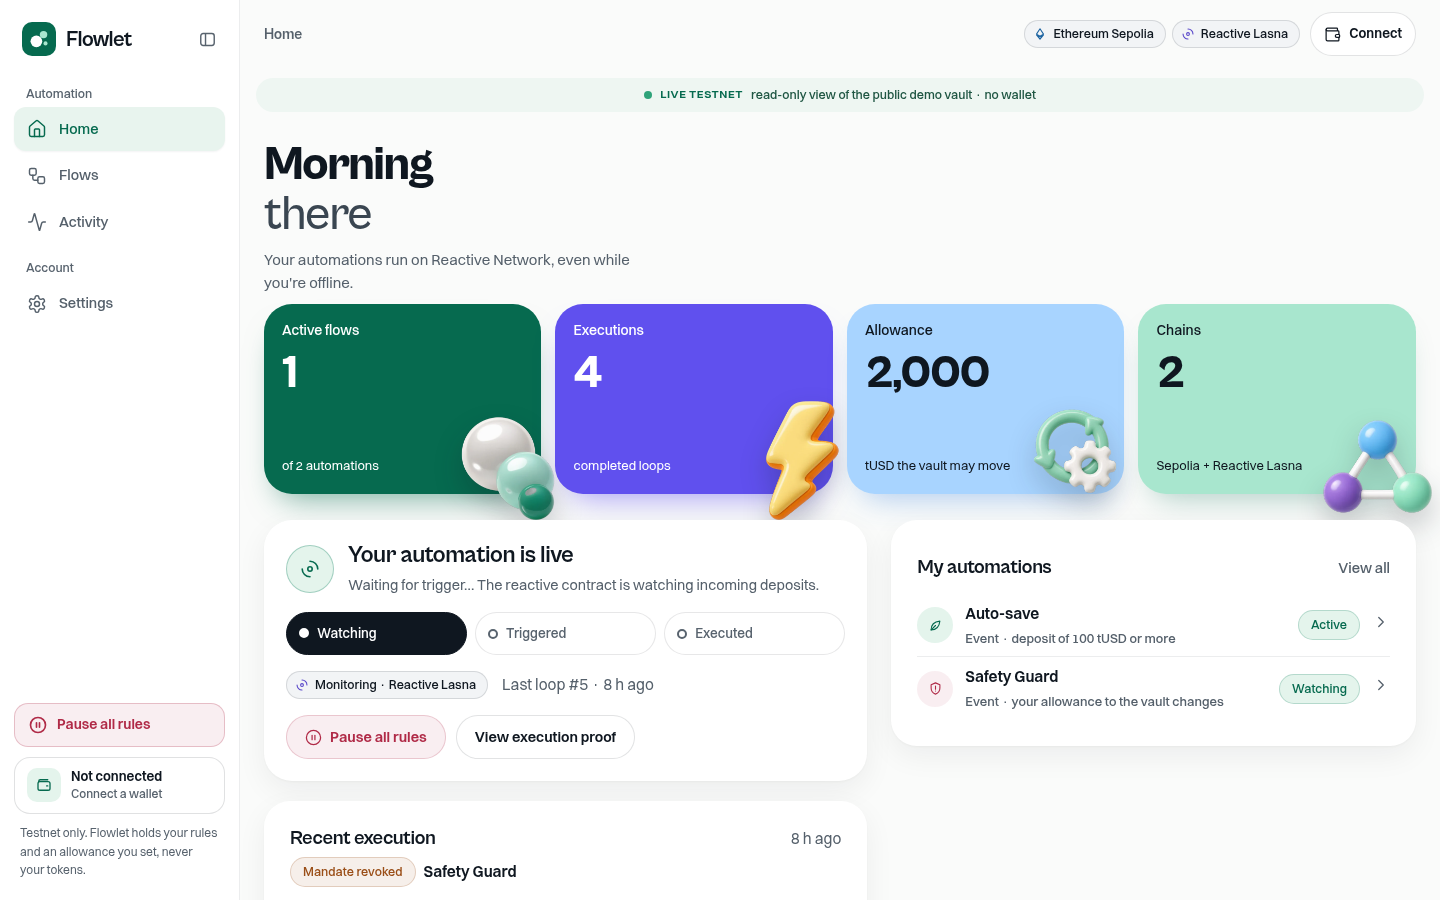 Flowlet
Automation
Home
Flows
Activity
Account
Settings
Pause all rules
Not connected
Connect a wallet
Testnet only. Flowlet holds your rules
and an allowance you set, never
your tokens.
Home
Ethereum Sepolia
Reactive Lasna
Connect
LIVE TESTNET read-only view of the public demo vault · no wallet
Morning
there
Your automations run on Reactive Network, even while
you're offline.
Active flows
1
of 2 automations
Executions
4
completed loops
Allowance
2,000
tUSD the vault may move
Chains
2
Sepolia + Reactive Lasna
Your automation is live
Waiting for trigger... The reactive contract is watching incoming deposits.
Watching
Triggered
Executed
Monitoring · Reactive Lasna
Last loop #5 · 8 h ago
Pause all rules
View execution proof
My automations
View all
Auto-save
Event · deposit of 100 tUSD or more
Active
Safety Guard
Event · your allowance to the vault changes
Watching
Recent execution
8 h ago
Mandate revoked
Safety Guard